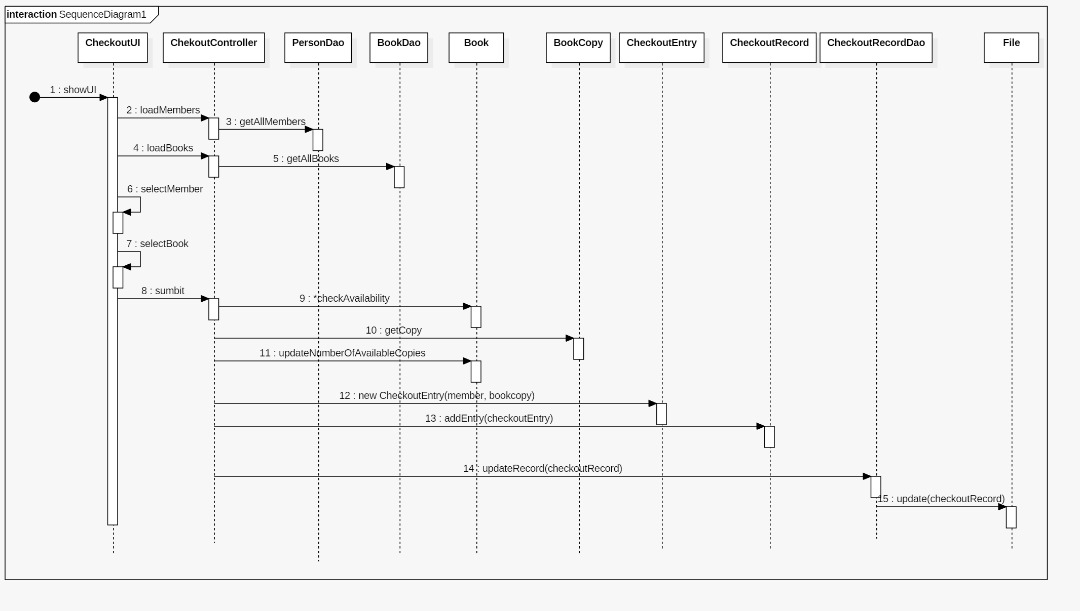 interaction SequenceDiagram1
CheckoutUI
ChekoutController
PersonDao
BookDao
Book
BookCopy
CheckoutEntry
CheckoutRecord
CheckoutRecordDao
File
1 : showUI
2 : loadMembers
3 : getAllMembers
4 : loadBooks
5 : getAllBooks
6 : selectMember
7 : selectBook
8 : sumbit
9 : *checkAvailability
10 : getCopy
11 : updateNumberOfAvailableCopies
12 : new CheckoutEntry(member, bookcopy)
13 : addEntry(checkoutEntry)
14 : updateRecord(checkoutRecord)
15 : update(checkoutRecord)